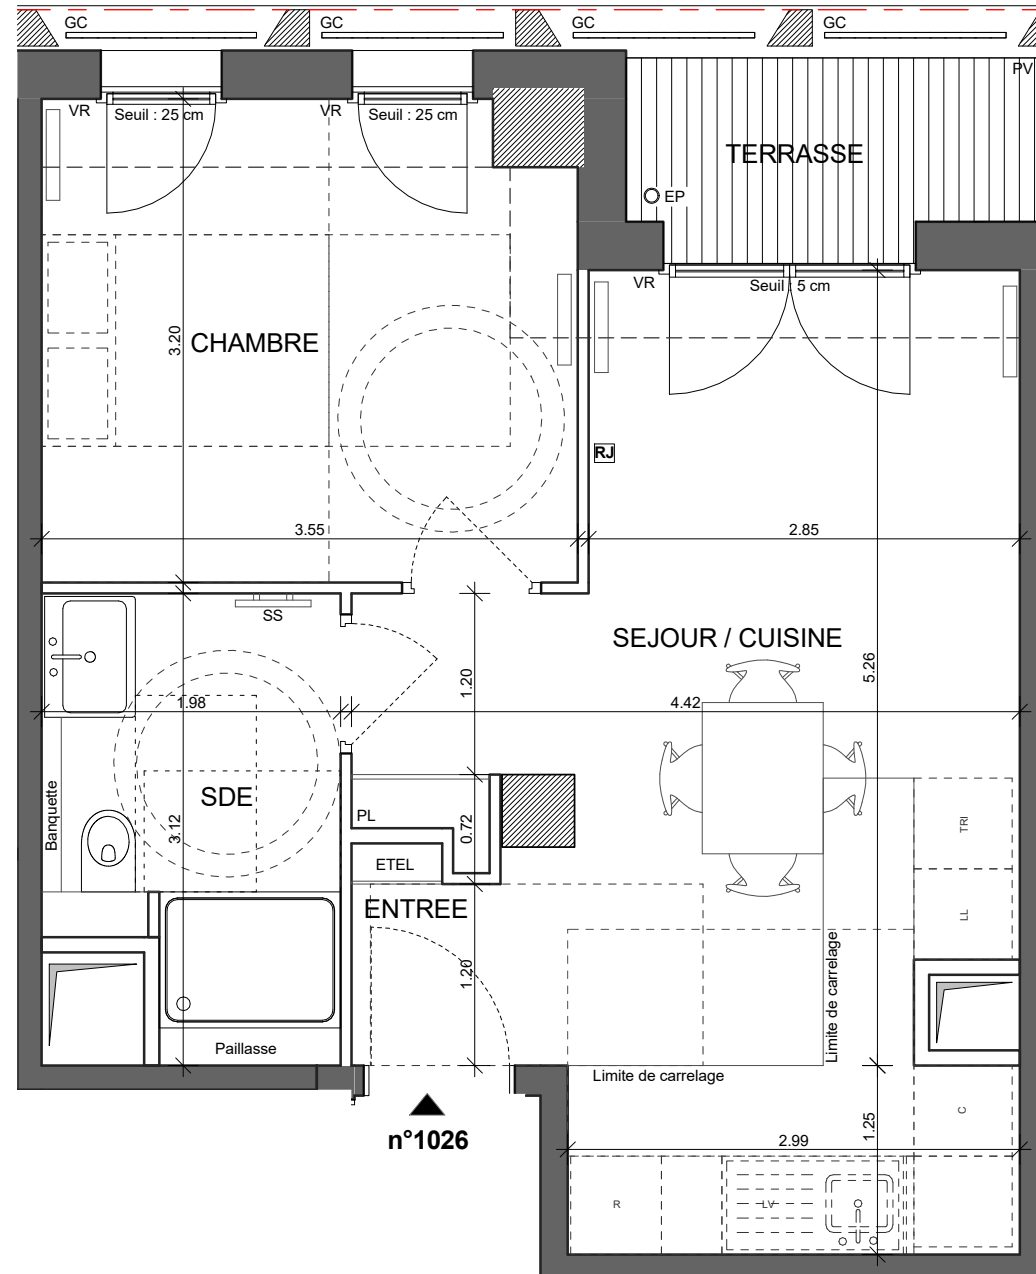 GC
GC
GC
GC
PV
VR
Seuil : 25 cm
VR
Seuil : 25 cm
TERRASSE
EP
VR
Seuil : 5 cm
3.20
CHAMBRE
RJ
3.55
2.85
SS
SEJOUR / CUISINE
5.26
1.20
1.98
4.42
Banquette
SDE
3.12
PL
0.72
TRI
ETEL
ENTREE
LL
1.20
Limite de carrelage
Paillasse
Limite de carrelage
n°1026
C
1.25
2.99
R
LV